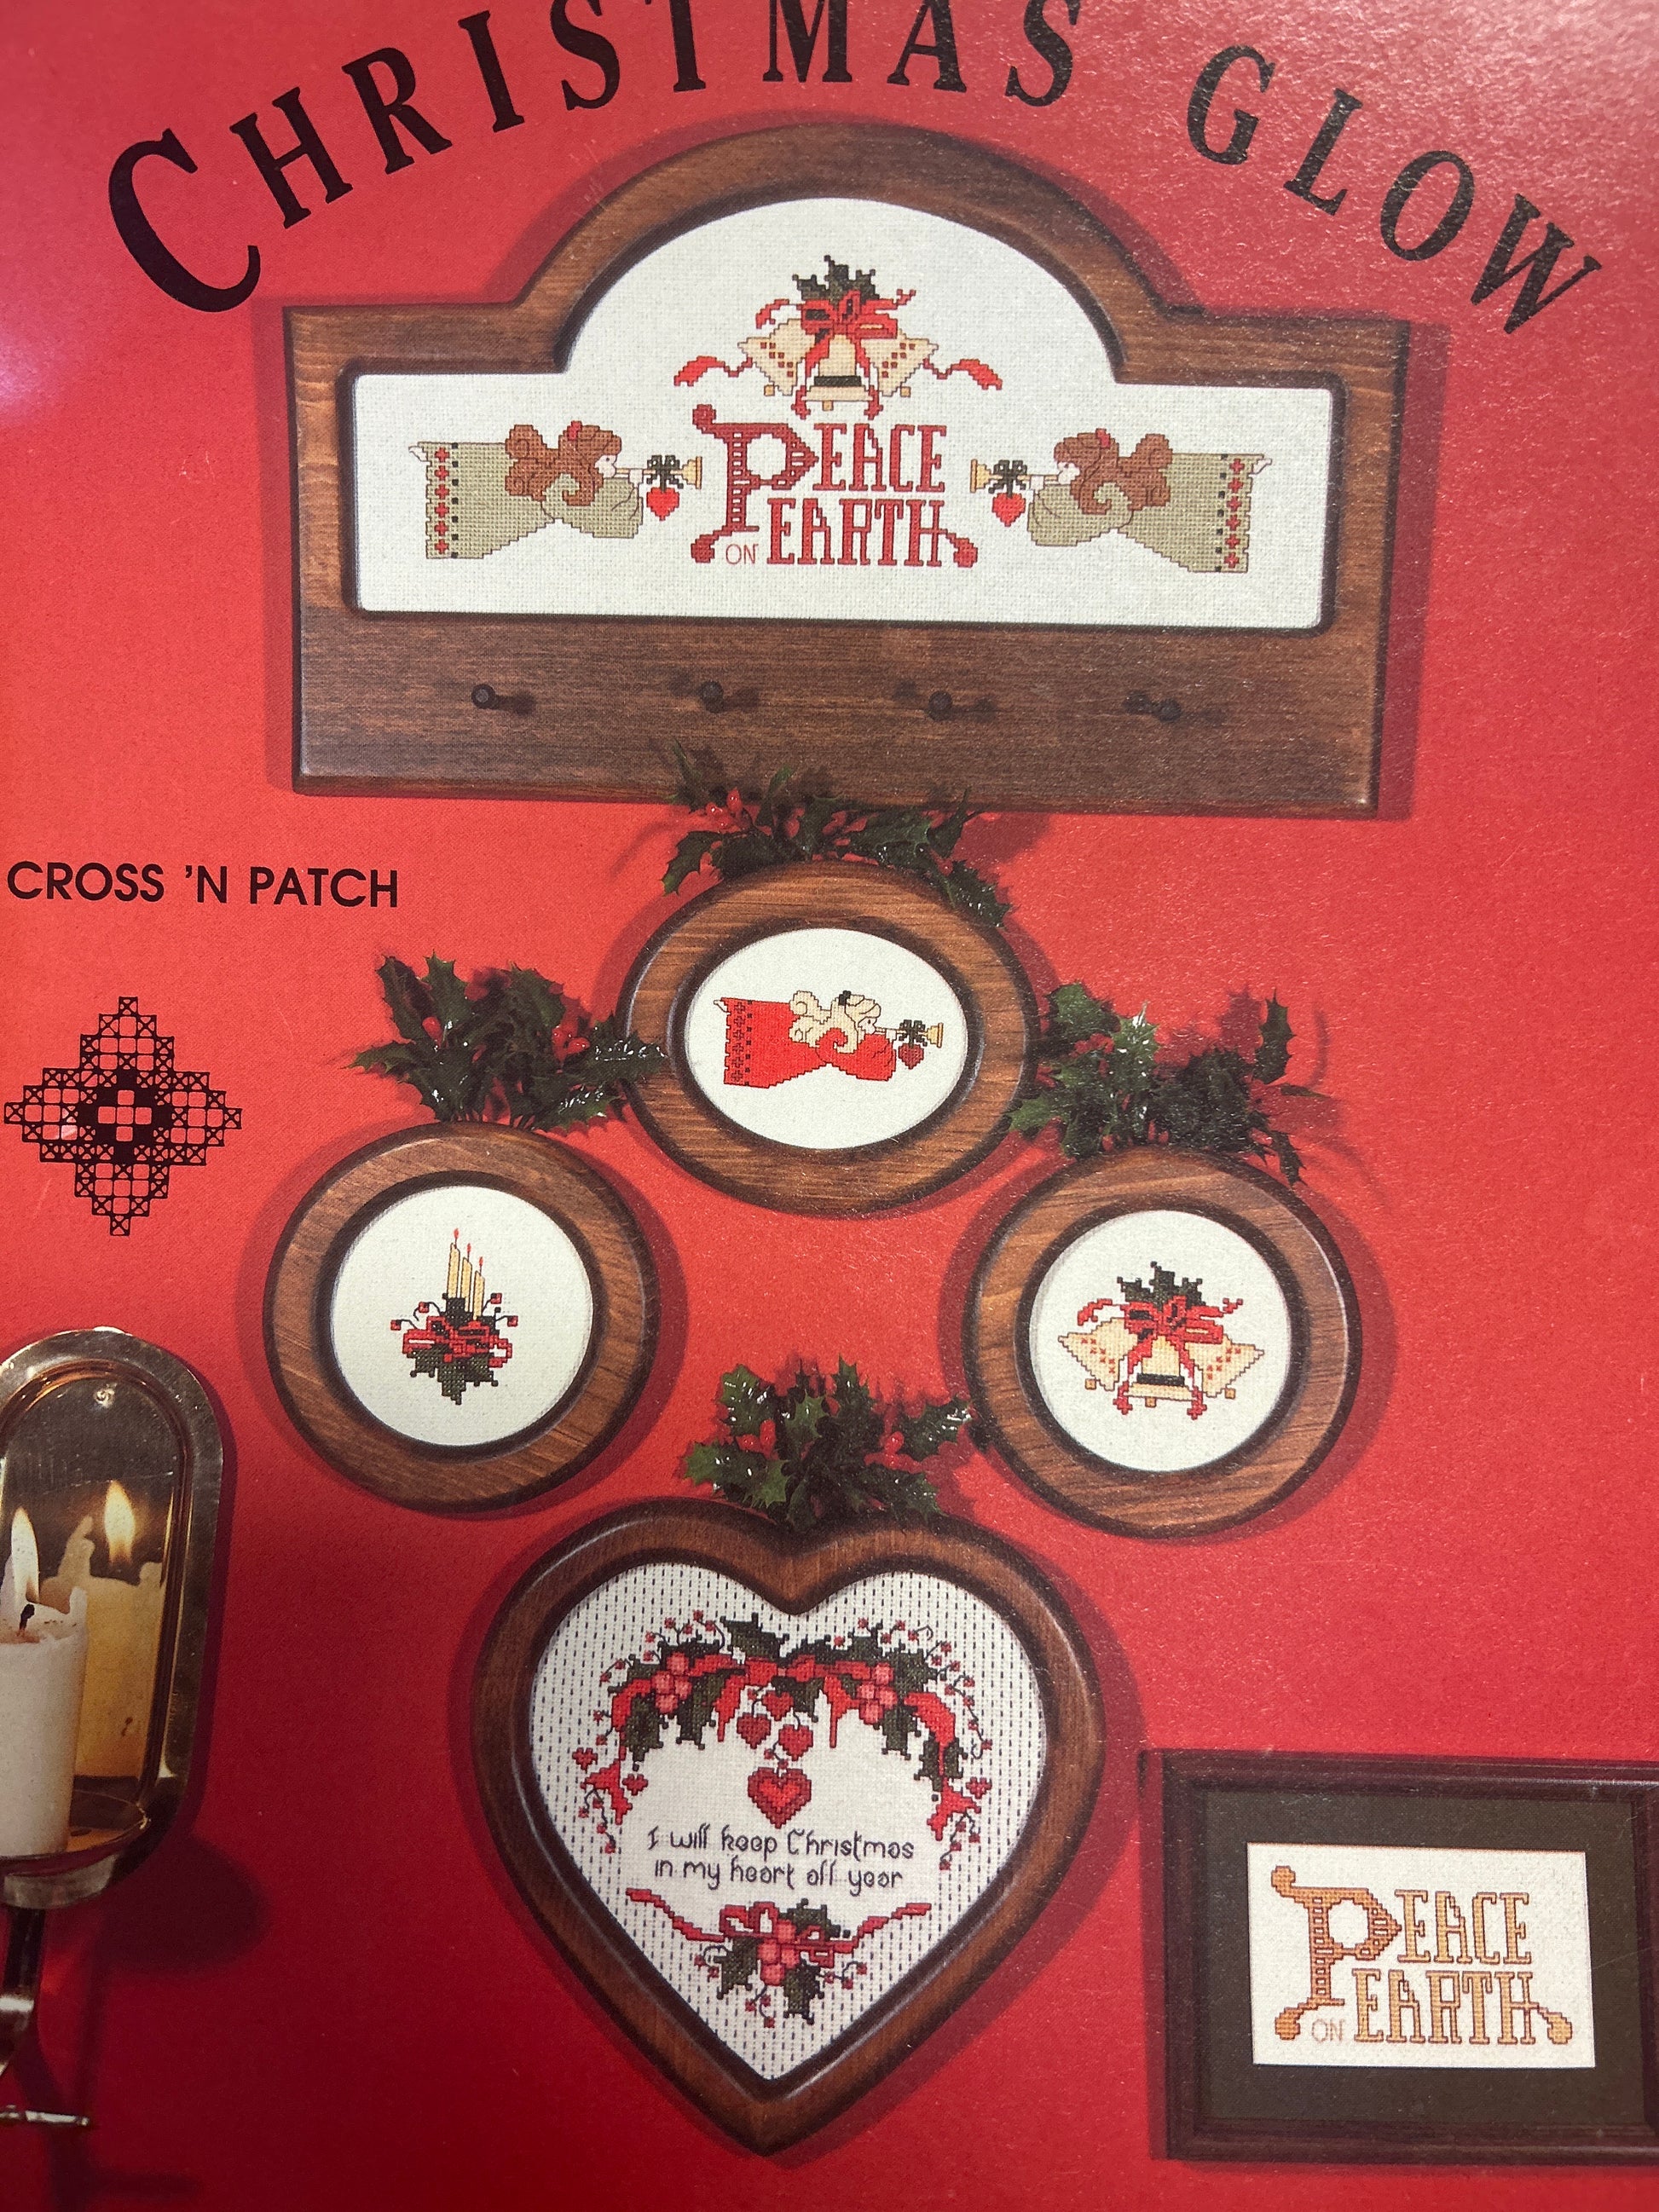 CHRISTMAS GLOW
PEACE
ON EARTH
CROSS 'N PATCH
I will keep Christmas
in my heart all year
PEACE
ON EARTH